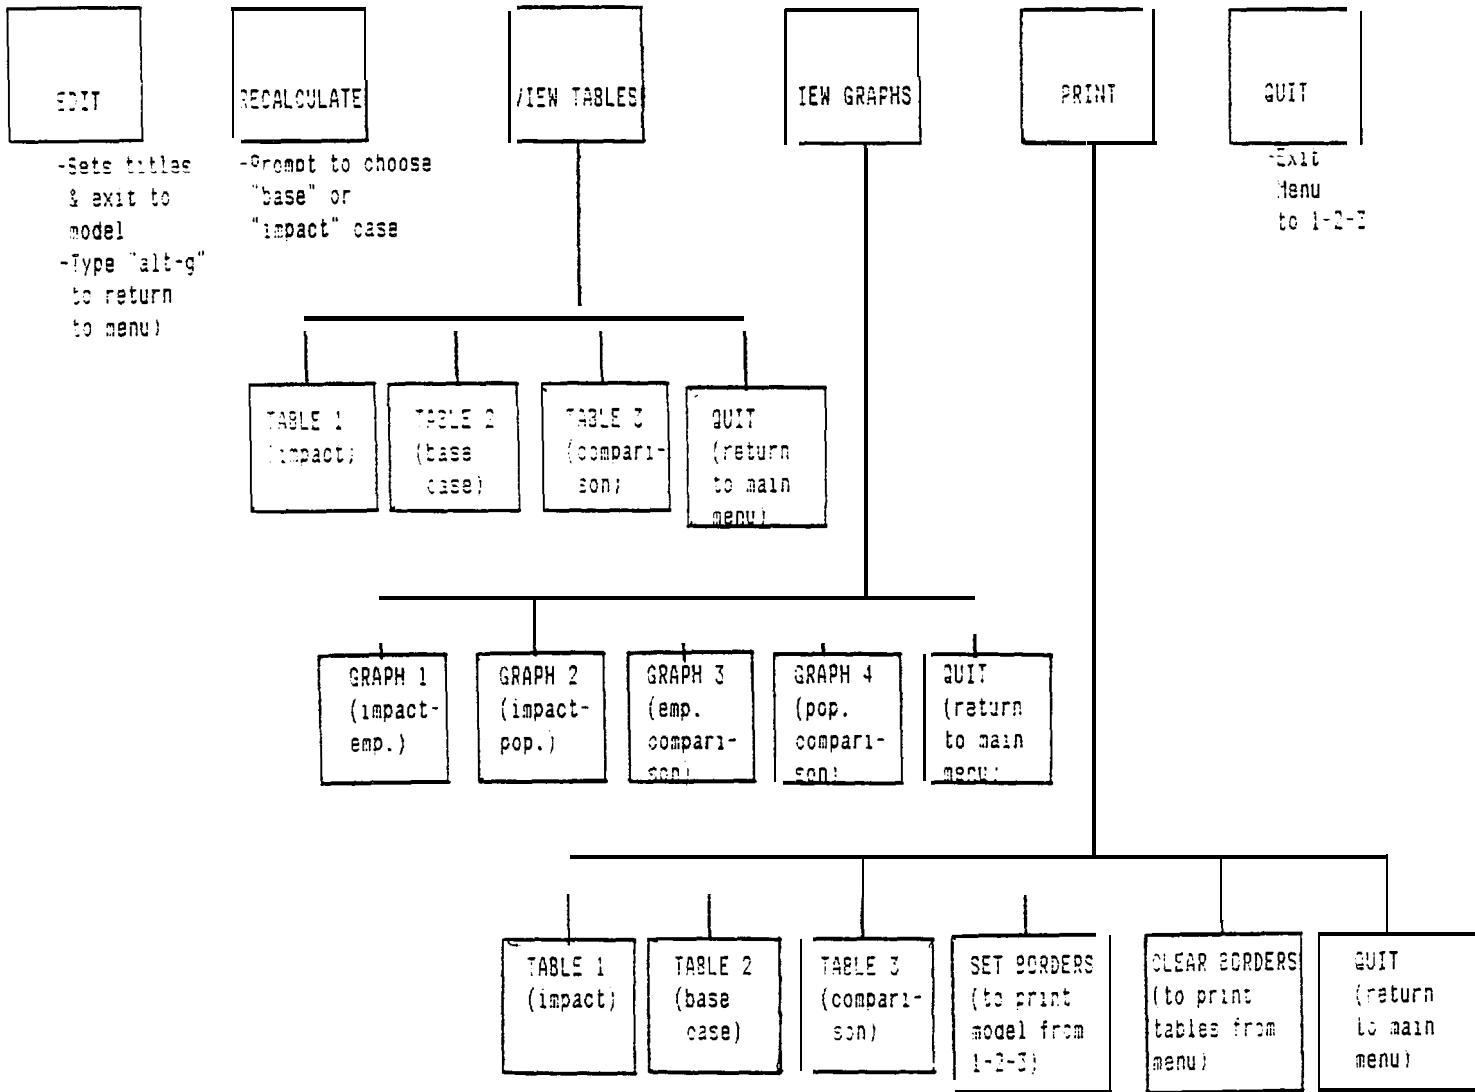 EDIT
RECALCULATE
VIEW TABLES
IEW GRAPHS
PRINT
QUIT
-Sets titles
& exit to
model
-Type "alt-g"
to return
to menu)
-Prompt to choose
"base" or
"impact" case
-Exit
Menu
to 1-2-3
TABLE 1
(impact)
TABLE 2
(base
case)
TABLE 3
(compari-
son)
QUIT
(return
to main
menu)
GRAPH 1
(impact-
emp.)
GRAPH 2
(impact-
pop.)
GRAPH 3
(emp.
compari-
son)
GRAPH 4
(pop.
compari-
son)
QUIT
(return
to main
menu)
TABLE 1
(impact)
TABLE 2
(base
case)
TABLE 3
(compari-
son)
SET BORDERS
(to print
model from
1-2-3)
CLEAR BORDERS
(to print
tables from
menu)
QUIT
(return
to main
menu)